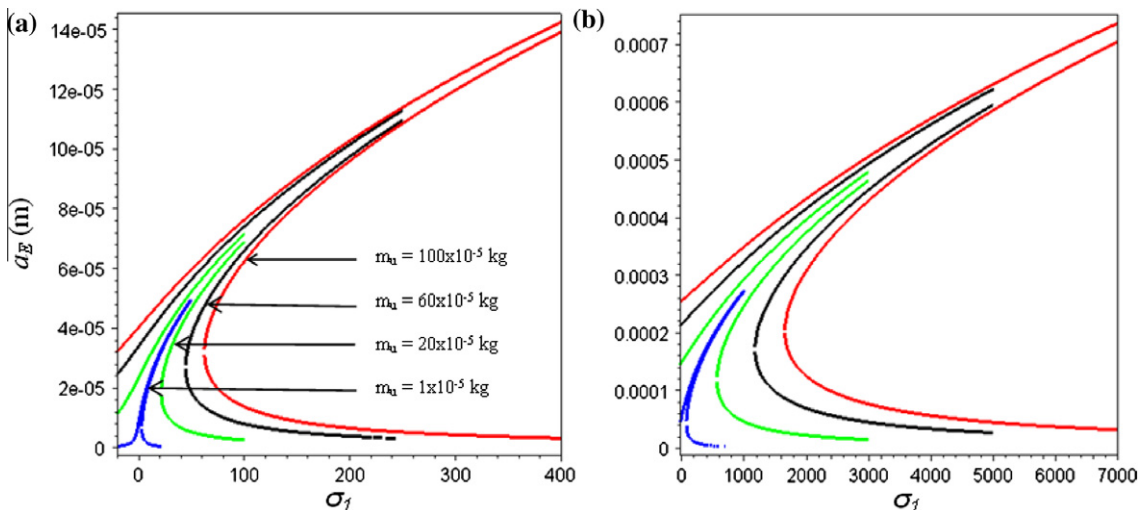 (a)
14e-05
12e-05
10e-05
8e-05
6e-05
4e-05
2e-05
0
a_E (m)
m_u = 100x10⁻⁵ kg
m_u = 60x10⁻⁵ kg
m_u = 20x10⁻⁵ kg
m_u = 1x10⁻⁵ kg
0 100 200 300 400
σ₁
(b)
0.0007
0.0006
0.0005
0.0004
0.0003
0.0002
0.0001
0
0 1000 2000 3000 4000 5000 6000 7000
σ₁